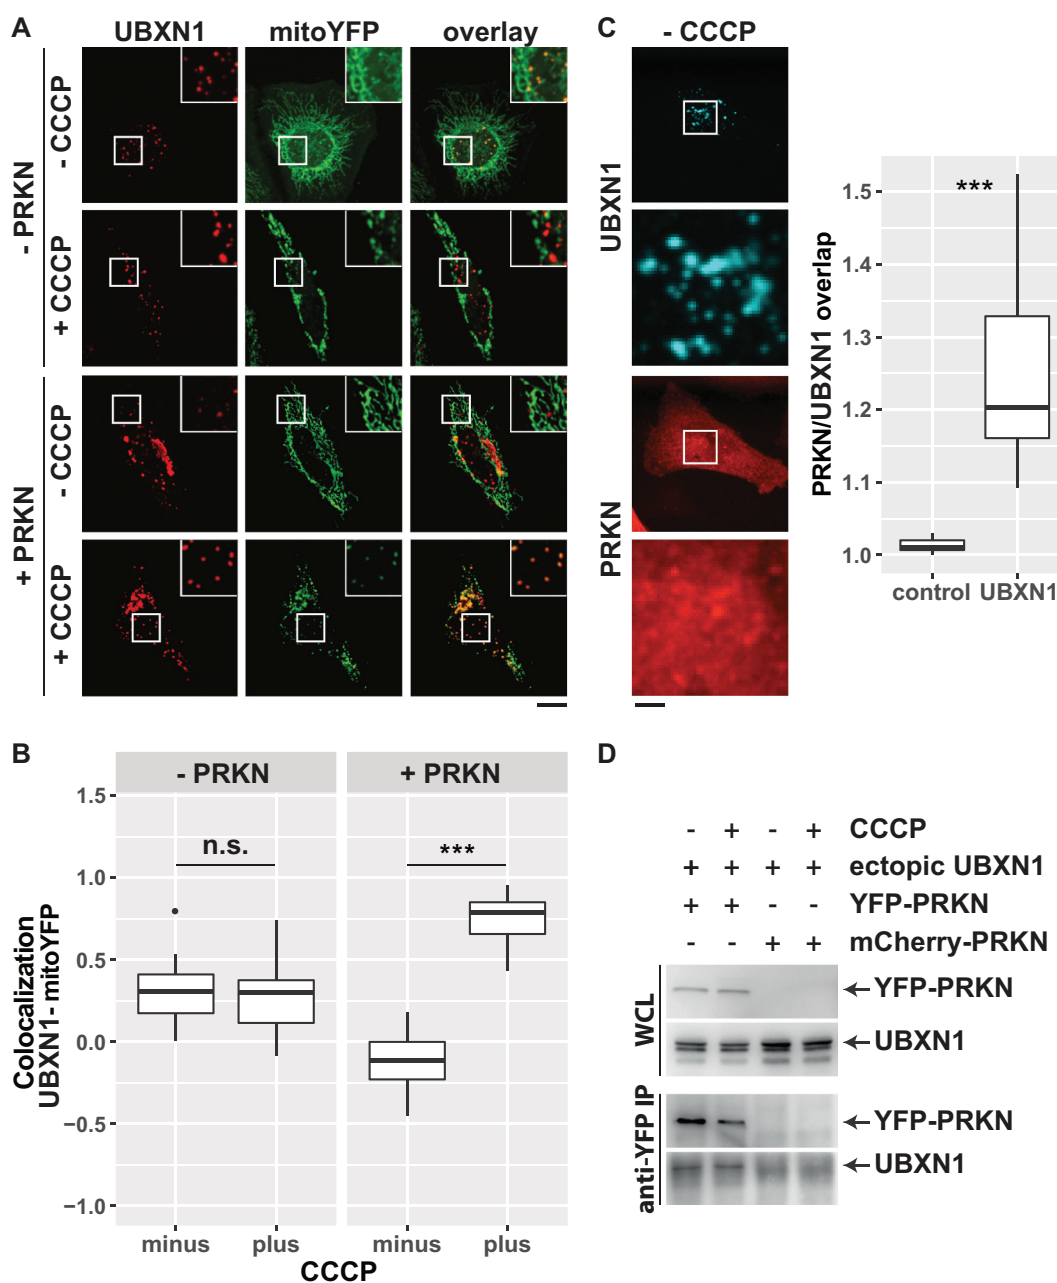 A
UBXN1 mitoYFP overlay
- PRKN
- CCCP
+ CCCP
+ PRKN
- CCCP
+ CCCP
C
- CCCP
UBXN1
PRKN
PRKN/UBXN1 overlap
1.5
1.4
1.3
1.2
1.1
1.0
***
control UBXN1
B
- PRKN + PRKN
Colocalization
UBXN1- mitoYFP
1.5
1.0
0.5
0.0
−0.5
−1.0
n.s. ***
minus plus minus plus
CCCP
D
- + - + CCCP
+ + + + ectopic UBXN1
+ + - - YFP-PRKN
- - + + mCherry-PRKN
WCL
YFP-PRKN
UBXN1
anti-YFP IP
YFP-PRKN
UBXN1